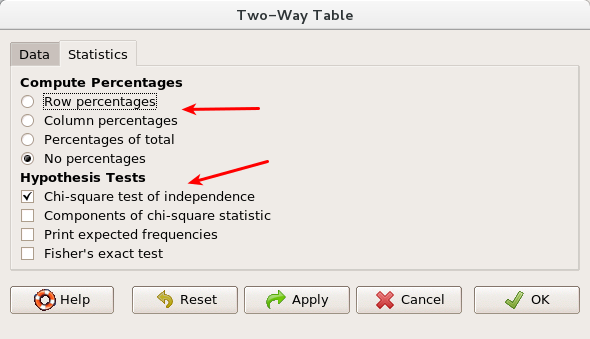 Two-Way Table
Data Statistics
Compute Percentages
Row percentages
Column percentages
Percentages of total
No percentages
Hypothesis Tests
Chi-square test of independence
Components of chi-square statistic
Print expected frequencies
Fisher's exact test
Help Reset Apply Cancel OK